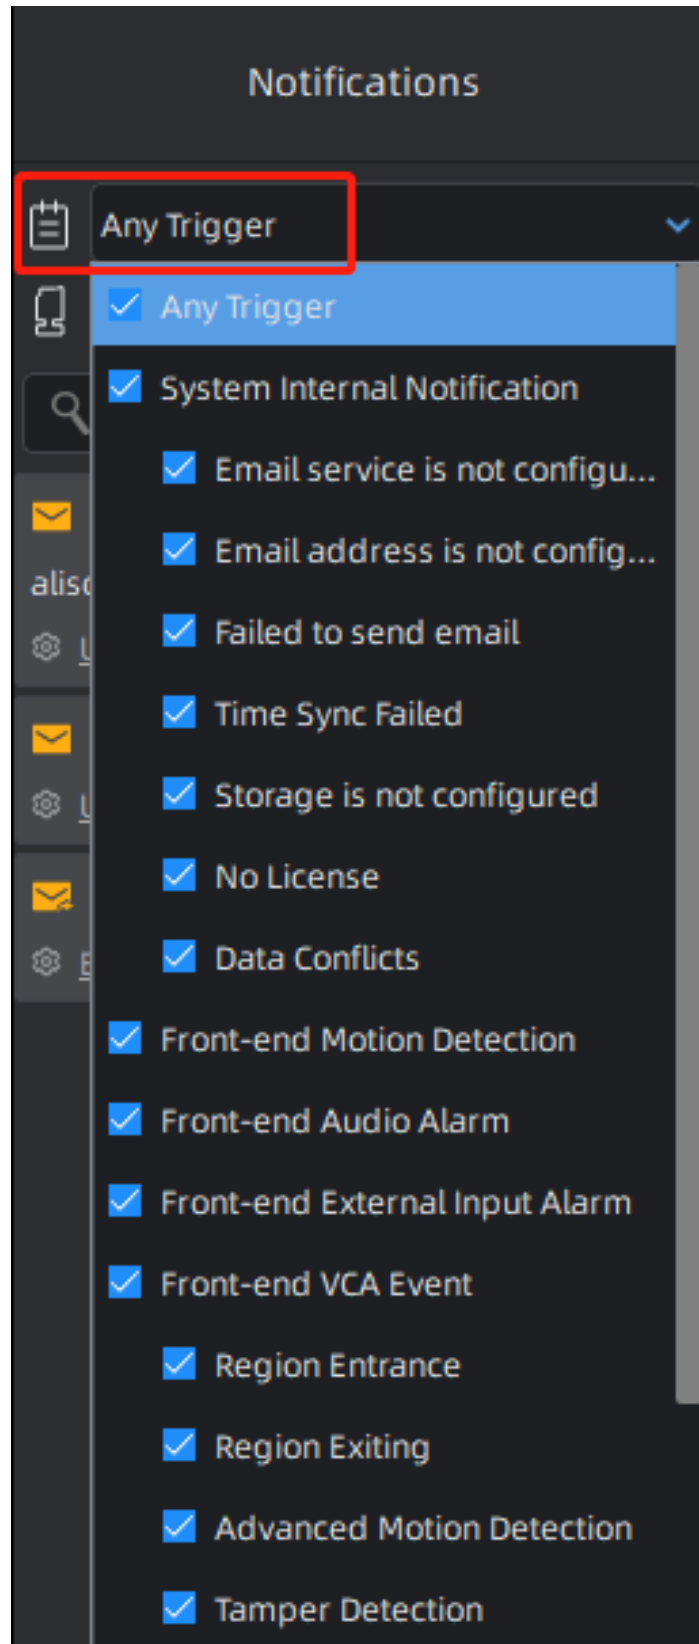 Notifications
Any Trigger
Any Trigger
System Internal Notification
Email service is not configu...
Email address is not config...
Failed to send email
Time Sync Failed
Storage is not configured
No License
Data Conflicts
Front-end Motion Detection
Front-end Audio Alarm
Front-end External Input Alarm
Front-end VCA Event
Region Entrance
Region Exiting
Advanced Motion Detection
Tamper Detection